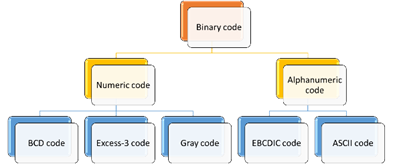 Binary code
Numeric code
Alphanumeric
code
BCD code
Excess-3 code
Gray code
EBCDIC code
ASCII code